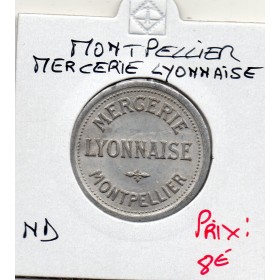 MONTPELLIER
MERCERIE LYONNAISE
MERCERIE
LYONNAISE
MONTPELLIER
ND
PRIX:
8€